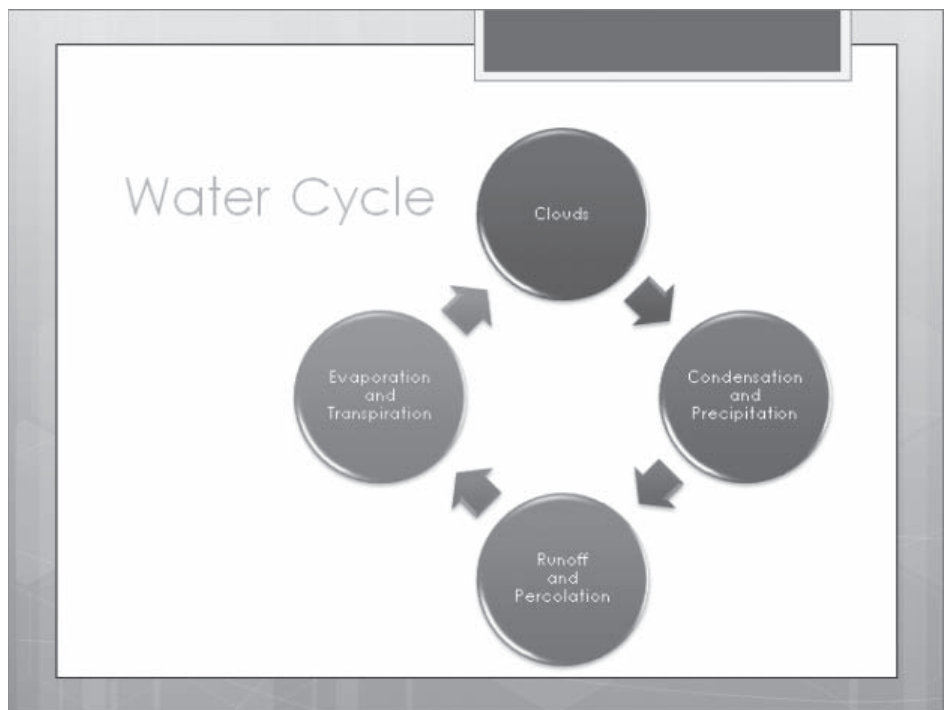 Water Cycle
Clouds
Condensation
and
Precipitation
Runoff
and
Percolation
Evaporation
and
Transpiration